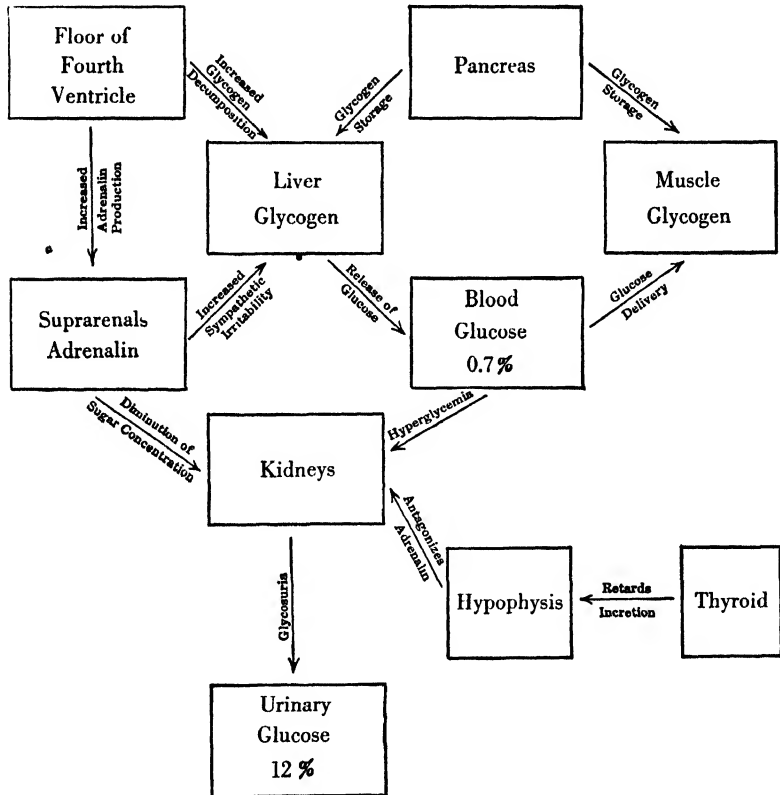 Floor of
Fourth
Ventricle
Pancreas
Increased
Glycogen
Decomposition
Glycogen
Storage
Glycogen
Storage
Liver
Glycogen
Muscle
Glycogen
Increased
Adrenalin
Production
Suprarenals
Adrenalin
Increased
Sympathetic
Irritability
Release of
Glucose
Blood
Glucose
0.7%
Glucose
Delivery
Diminution of
Sugar Concentration
Hyperglycemia
Kidneys
Antagonizes
Adrenalin
Hypophysis
Retards
Incretion
Thyroid
Glycosuria
Urinary
Glucose
12%